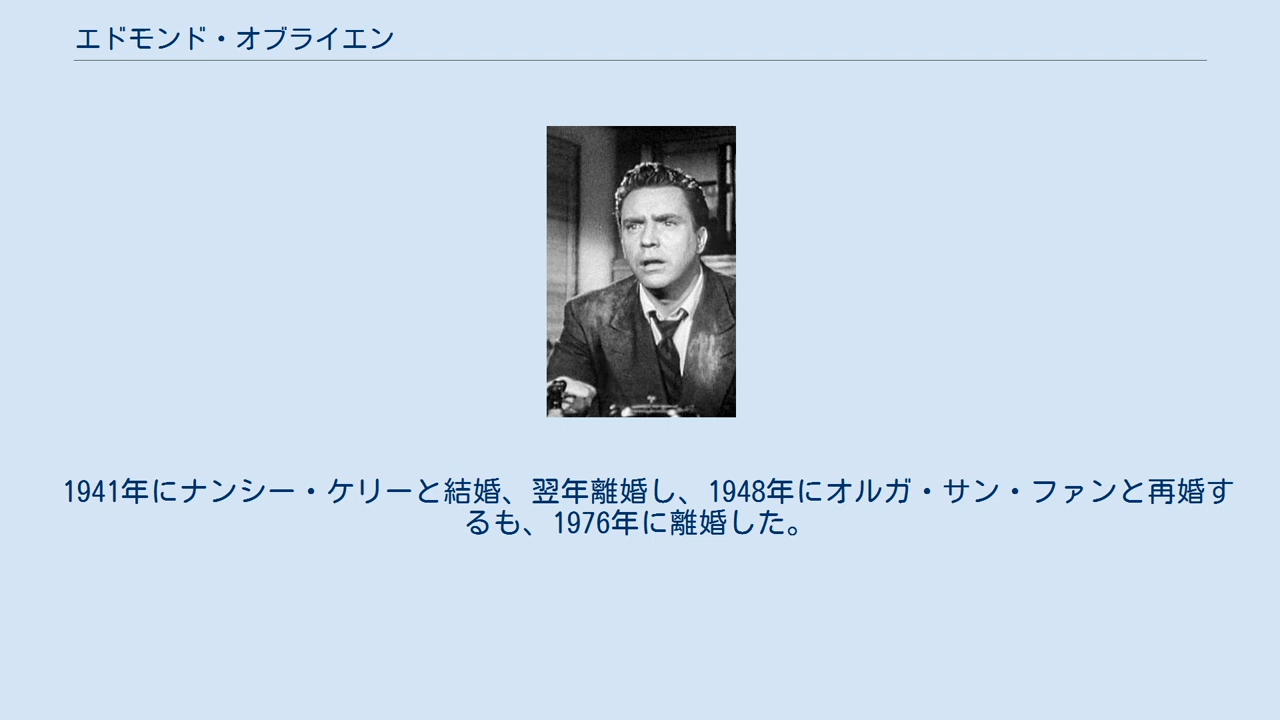 エドモンド・オブライエン
1941年にナンシー・ケリーと結婚、翌年離婚し、1948年にオルガ・サン・ファンと再婚す
るも、1976年に離婚した。